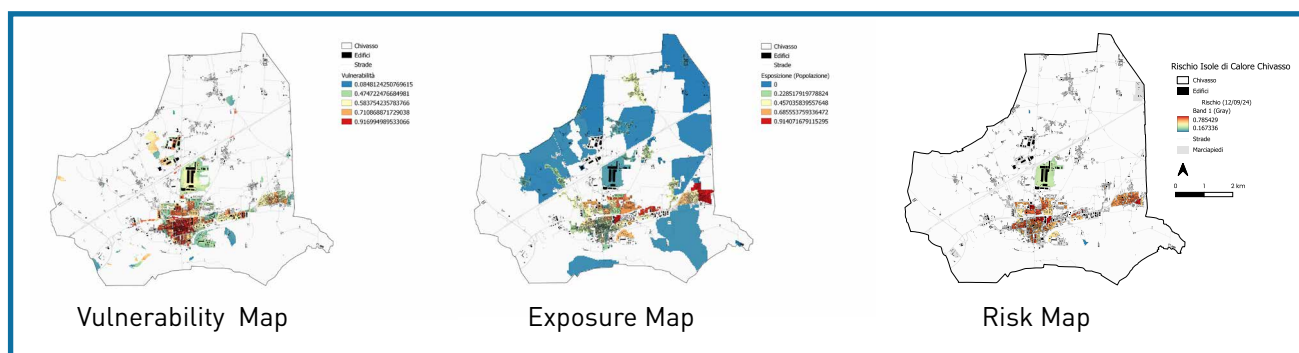 Chivasso
Edifici
Strade
Vulnerabilità
0.0848124250769615
0.474722476684981
0.583754235783766
0.710868871729038
0.916994989533066
Vulnerability Map
Chivasso
Edifici
Strade
Esposizione (Popolazione)
0
0.228517919778824
0.457035839557648
0.685553759336472
0.914071679115295
Exposure Map
Rischio Isole di Calore Chivasso
Chivasso
Edifici
Rischio (12/09/24)
Band 1 (Gray)
0.785429
0.167336
Strade
Marciapiedi
0 1 2 km
Risk Map